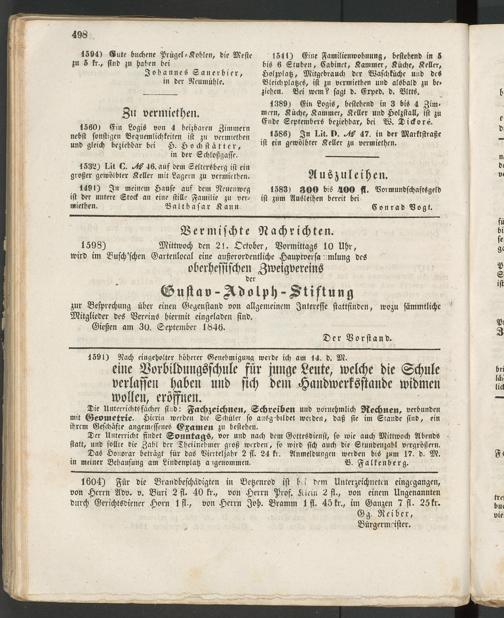 498
1594) Gute buchene Prügel-Kohlen, die Meste
zu 5 kr., sind zu haben bei
Johannes Sauerbier,
in der Neumühle.
Zu vermiethen.
1560) Ein Logis von 4 heizbaren Zimmern
nebst sonstigen Bequemlichkeiten ist zu vermiethen
und gleich beziehbar bei H. Hochstätter,
in der Schloßgasse.
1532) Lit C. № 46. auf dem Seltersberg ist ein
großer gewölbter Keller mit Lagern zu vermiethen.
1491) In meinem Hause auf dem Neuenweg
ist der untere Stock an eine stille Familie zu ver-
miethen. Balthasar Kann.
1541) Eine Familienwohnung, bestehend in 5
bis 6 Stuben, Cabinet, Kammer, Küche, Keller,
Holzplatz, Mitgebrauch der Waschküche und des
Bleichplatzes, ist zu vermiethen und alsbald zu be-
ziehen. Bei wem? sagt d. Exped. d. Bltts.
1389) Ein Logis, bestehend in 3 bis 4 Zim-
mern, Küche, Kammer, Keller und Holzstall, ist zu
Ende Septembers beziehbar, bei W. Dickoré.
1586) In Lit D. № 47. in der Marktstraße
ist ein gewölbter Keller zu vermiethen.
Auszuleihen.
1583) 300 bis 400 fl. Vormundschaftsgeld
ist zum Ausleihen bereit bei
Conrad Vogt.
Vermischte Nachrichten.
1598) Mittwoch den 21. October, Vormittags 10 Uhr,
wird im Busch'schen Gartenlocal eine außerordentliche Hauptversammlung des
oberhessischen Zweigvereins
der
Gustav-Adolph-Stiftung
zur Besprechung über einen Gegenstand von allgemeinem Interesse stattfinden, wozu sämmtliche
Mitglieder des Vereins hiermit eingeladen sind.
Gießen am 30. September 1846.
Der Vorstand.
1591) Nach eingeholter höherer Genehmigung werde ich am 14. d. M.
eine Vorbildungsschule für junge Leute, welche die Schule
verlassen haben und sich dem Handwerksstande widmen
wollen, eröffnen.
Die Unterrichtsfächer sind: Fachzeichnen, Schreiben und vornehmlich Rechnen, verbunden
mit Geometrie. Hierin werden die Schüler so ausgebildet werden, daß sie im Stande sind, ein
ihrem Geschäfte angemessenes Examen zu bestehen.
Der Unterricht findet Sonntags, vor und nach dem Gottesdienst, so wie auch Mittwoch Abends
statt, und sollte die Zahl der Theilnehmer groß werden, so wird sich auch die Stundenzahl vergrößern.
Das Honorar beträgt für das Vierteljahr 2 fl. 24 kr. Anmeldungen werden bis zum 17. d. M.
in meiner Behausung am Lindenplatz angenommen. B. Falkenberg.
1604) Für die Brandbeschädigten in Betzenrod ist bei dem Unterzeichneten eingegangen,
von Herrn Adv. v. Buri 2 fl. 40 kr., von Herrn Prof. Klein 2 fl., von einem Ungenannten
durch Gerichtsdiener Horn 1 fl., von Herrn Joh. Bramm 1 fl. 45 kr., im Ganzen 7 fl. 25 kr.
Gg. Reiber,
Bürgermeister.